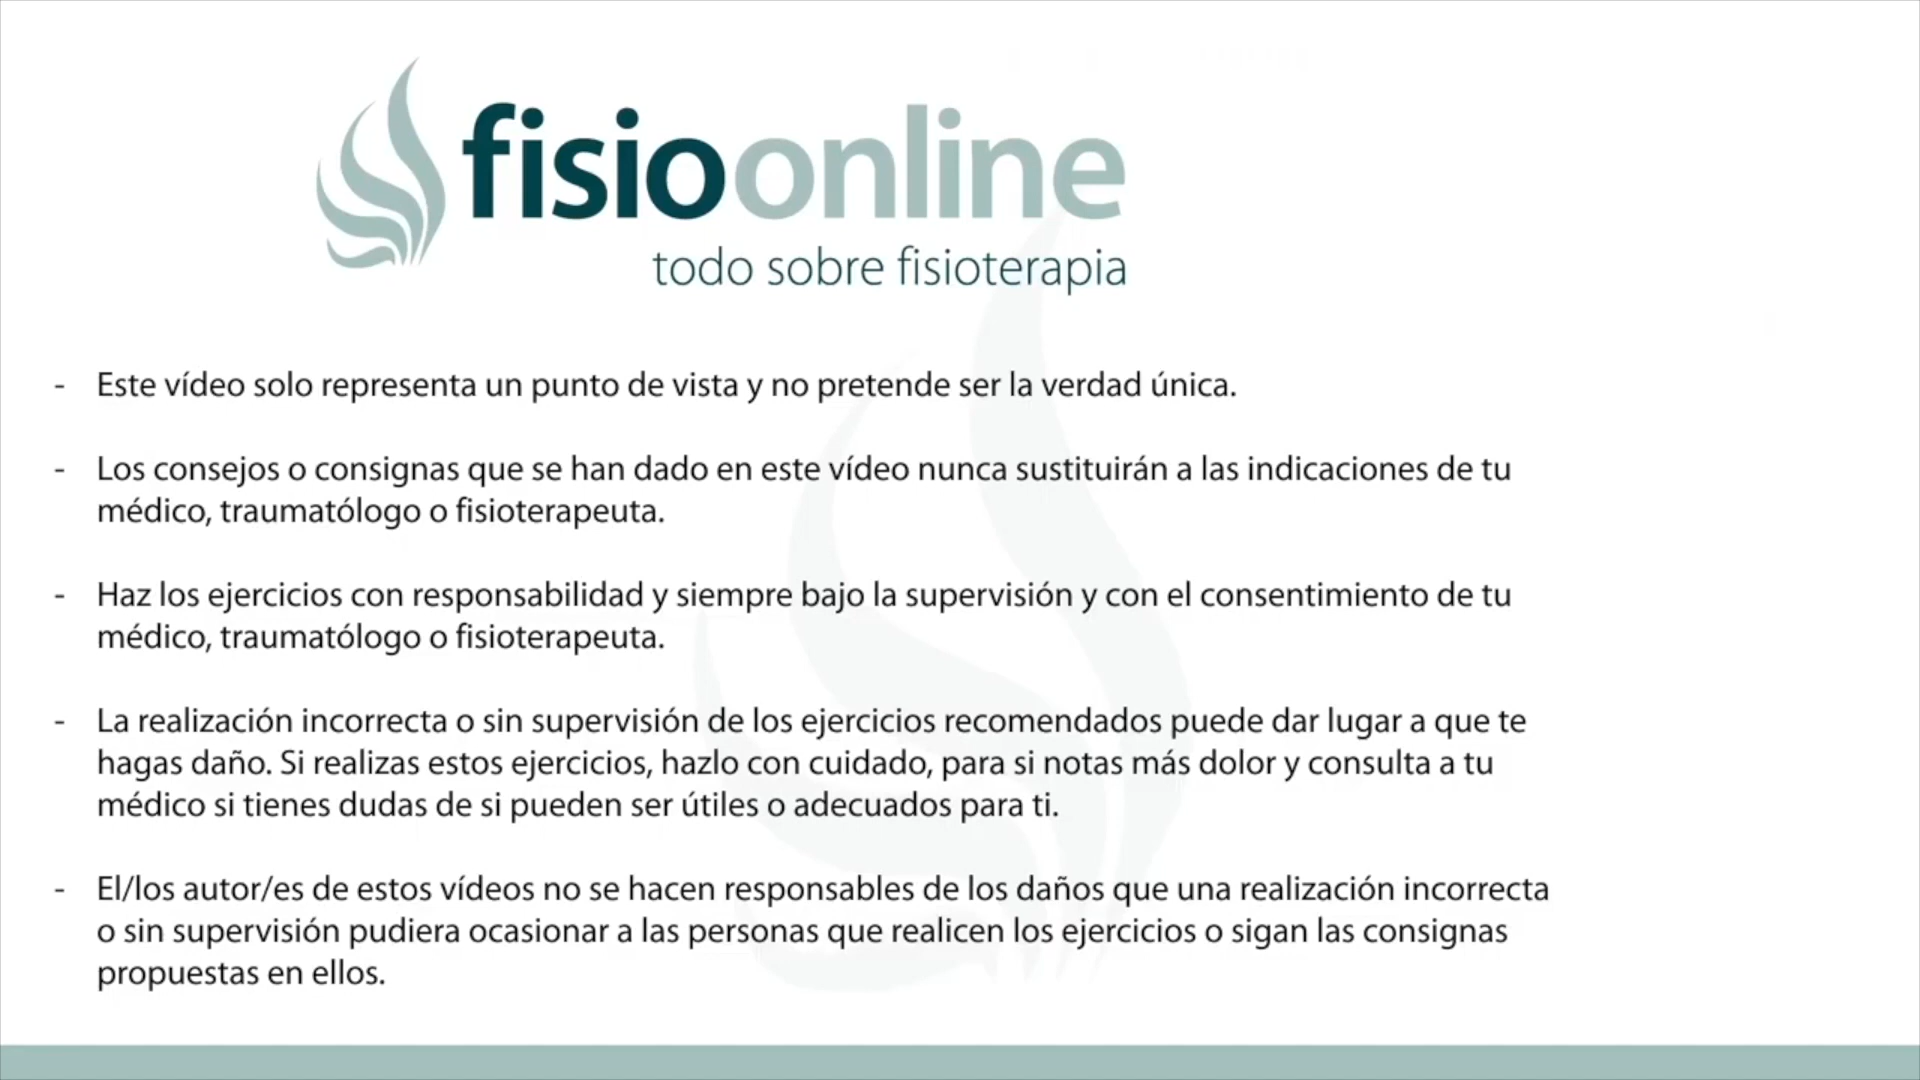 fisioonline
todo sobre fisioterapia
- Este vídeo solo representa un punto de vista y no pretende ser la verdad única.
- Los consejos o consignas que se han dado en este vídeo nunca sustituirán a las indicaciones de tu
médico, traumatólogo o fisioterapeuta.
- Haz los ejercicios con responsabilidad y siempre bajo la supervisión y con el consentimiento de tu
médico, traumatólogo o fisioterapeuta.
- La realización incorrecta o sin supervisión de los ejercicios recomendados puede dar lugar a que te
hagas daño. Si realizas estos ejercicios, hazlo con cuidado, para si notas más dolor y consulta a tu
médico si tienes dudas de si pueden ser útiles o adecuados para ti.
- El/los autor/es de estos vídeos no se hacen responsables de los daños que una realización incorrecta
o sin supervisión pudiera ocasionar a las personas que realicen los ejercicios o sigan las consignas
propuestas en ellos.